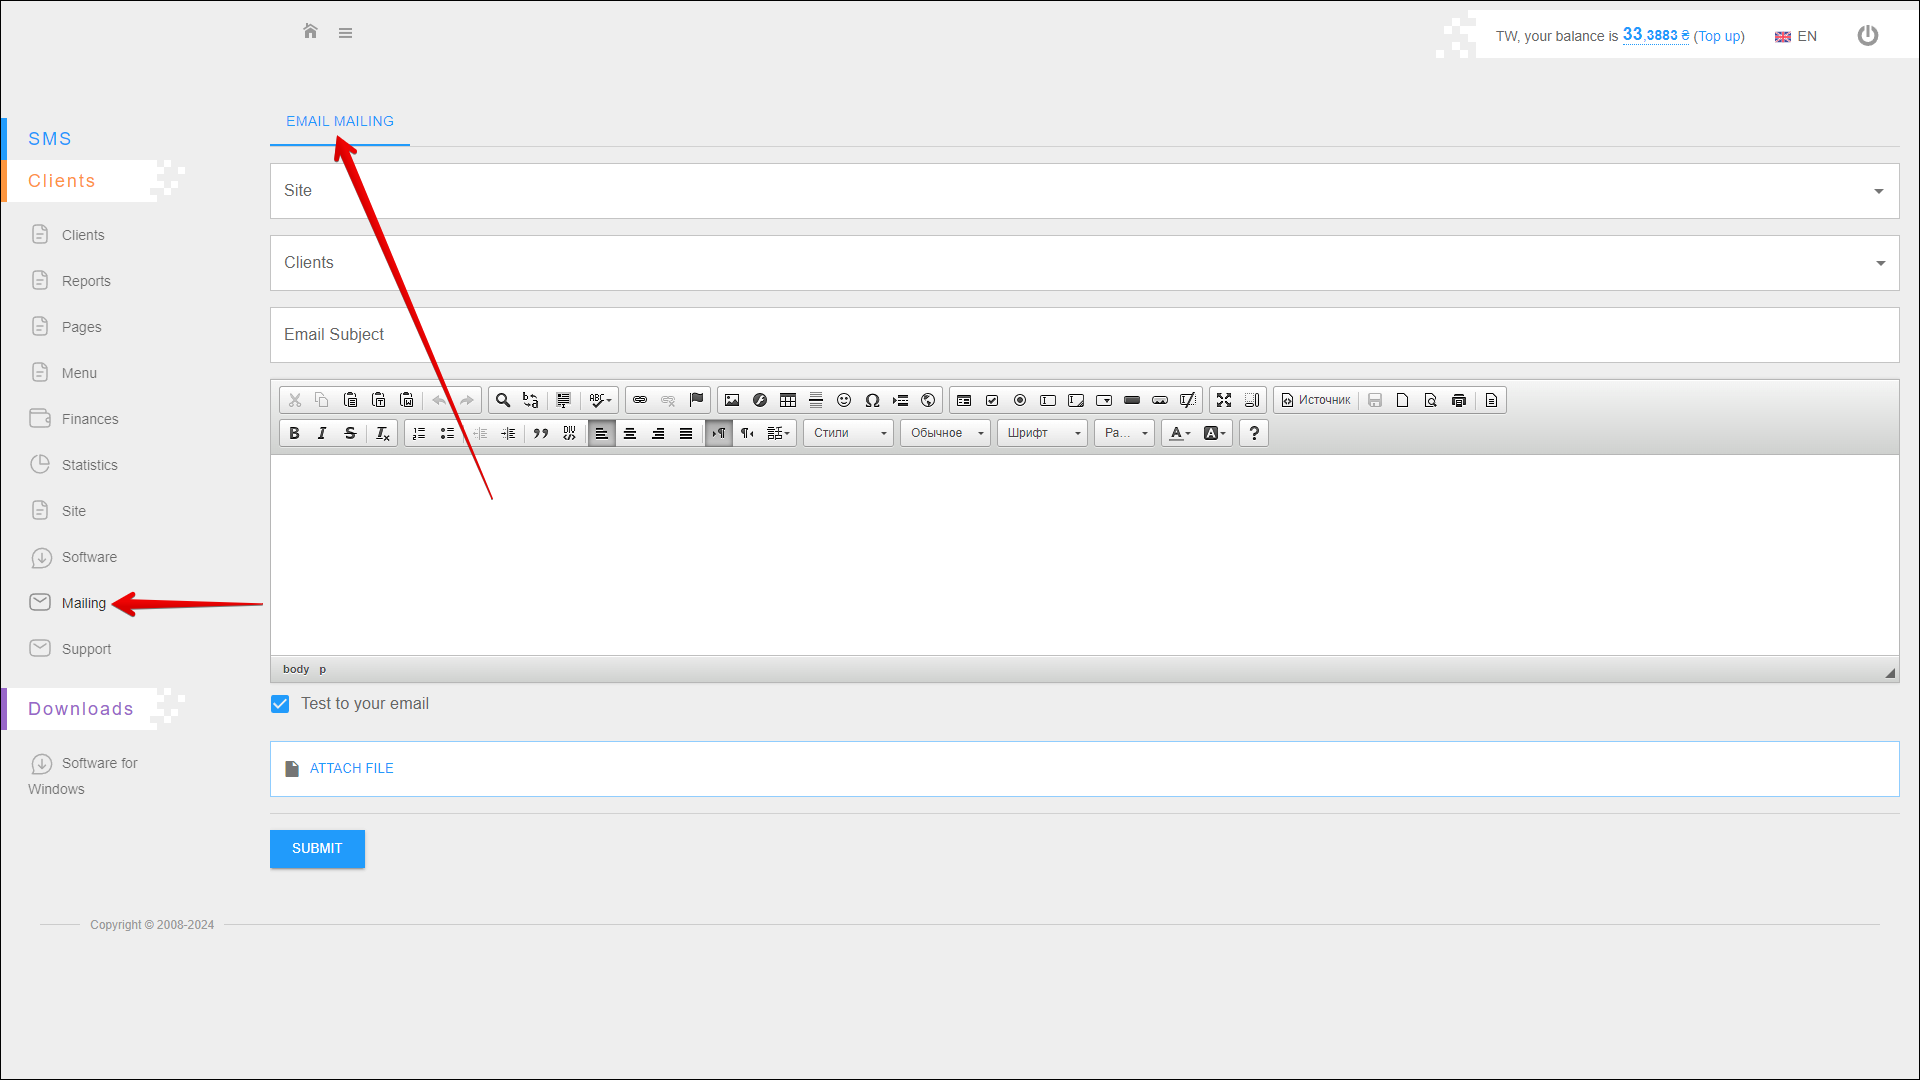 TW, your balance is 33,3883 ₴ (Top up)
EN
SMS
Clients
Clients
Reports
Pages
Menu
Finances
Statistics
Site
Software
Mailing
Support
Downloads
Software for
Windows
EMAIL MAILING
Site
Clients
Email Subject
Источник
Стили
Обычное
Шрифт
Ра...
body p
Test to your email
ATTACH FILE
SUBMIT
Copyright © 2008-2024